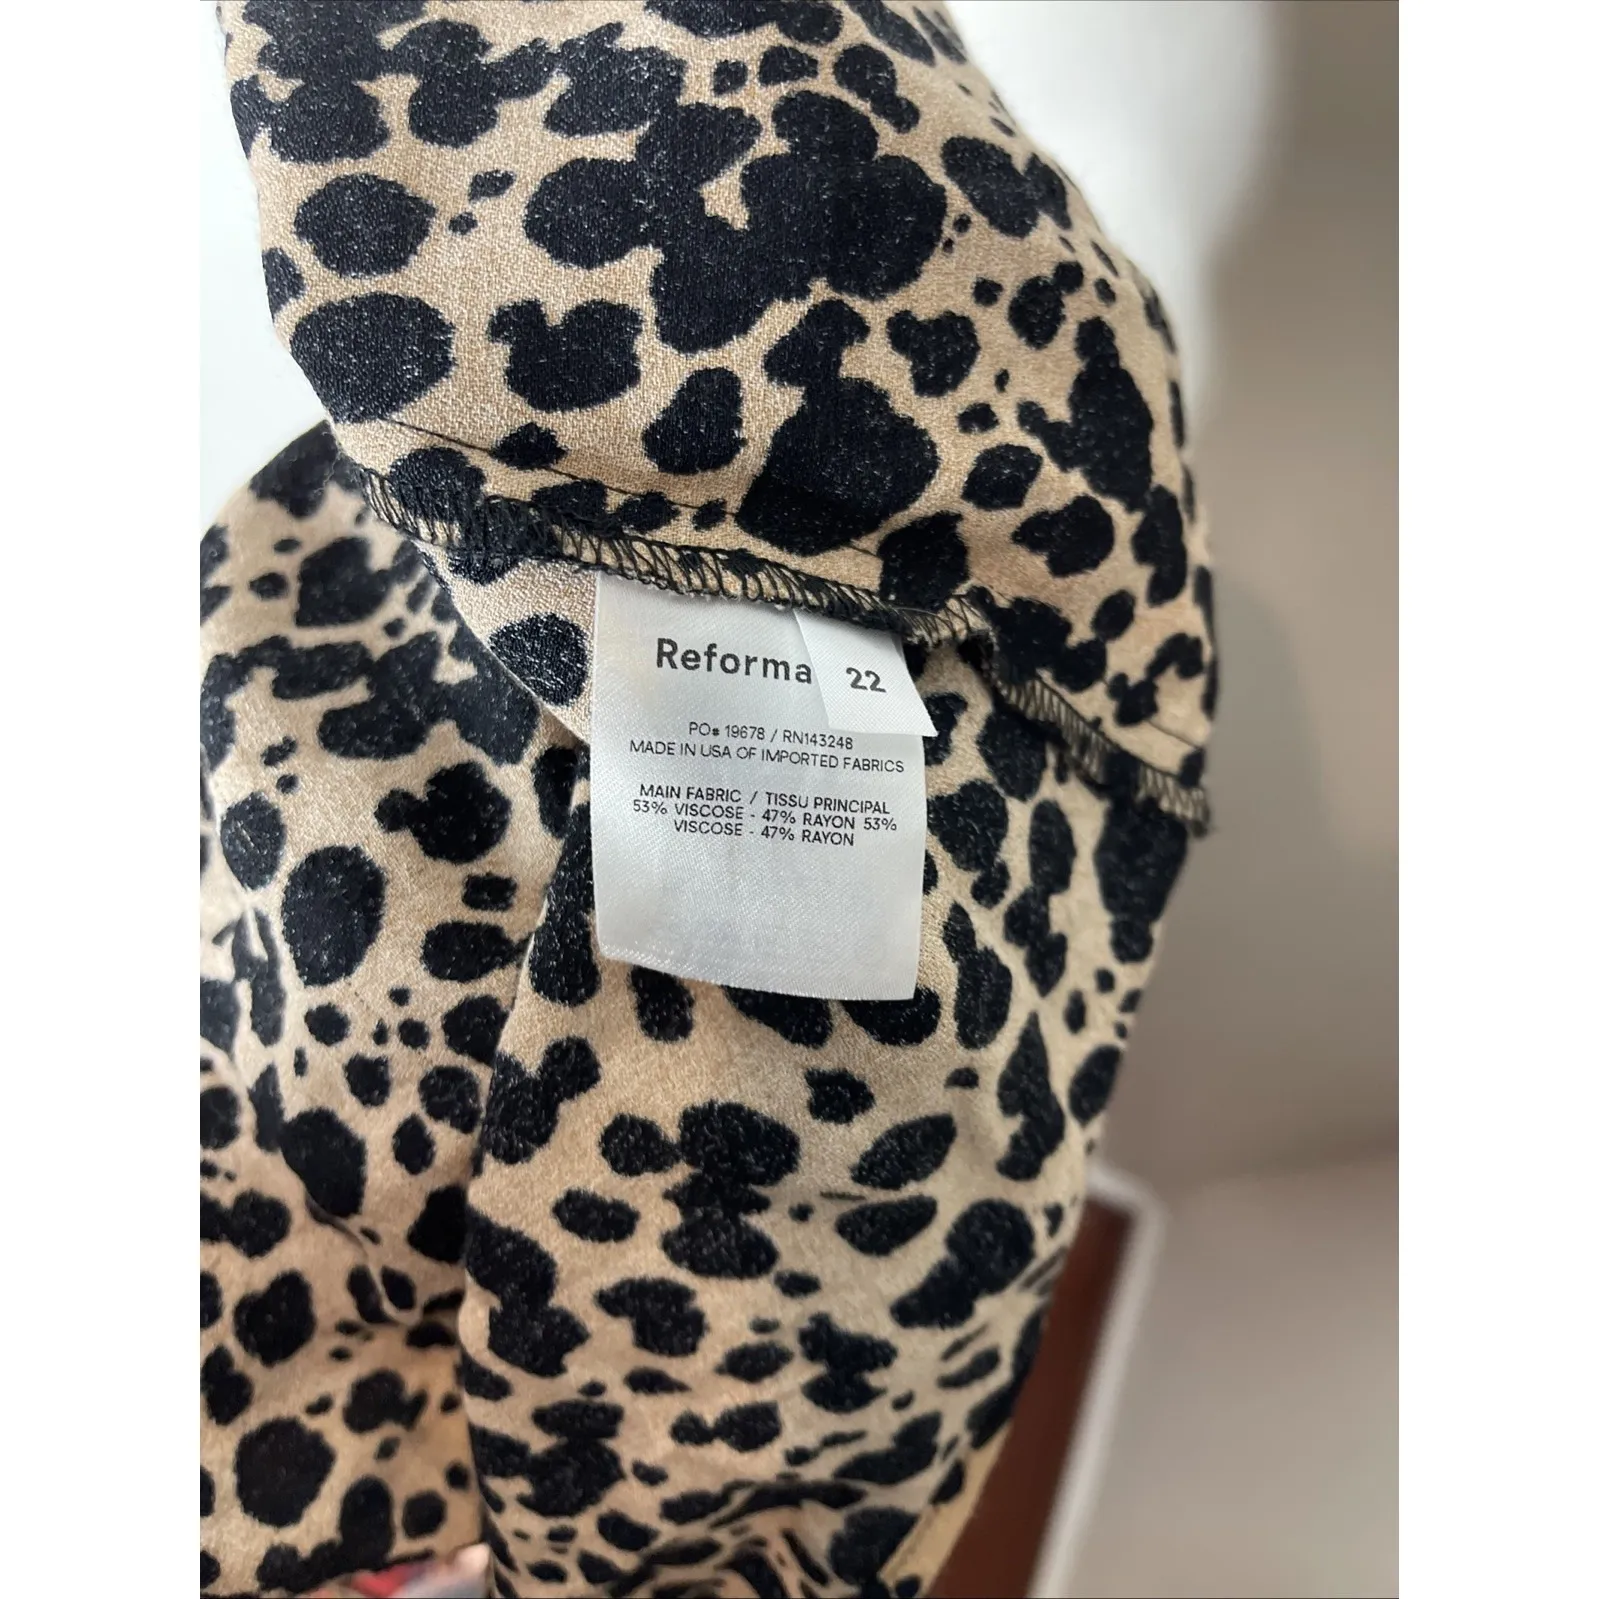 Reforma
22
PO# 19678 / RN143248
MADE IN USA OF IMPORTED FABRICS
MAIN FABRIC / TISSU PRINCIPAL
53% VISCOSE - 47% RAYON 53%
VISCOSE - 47% RAYON